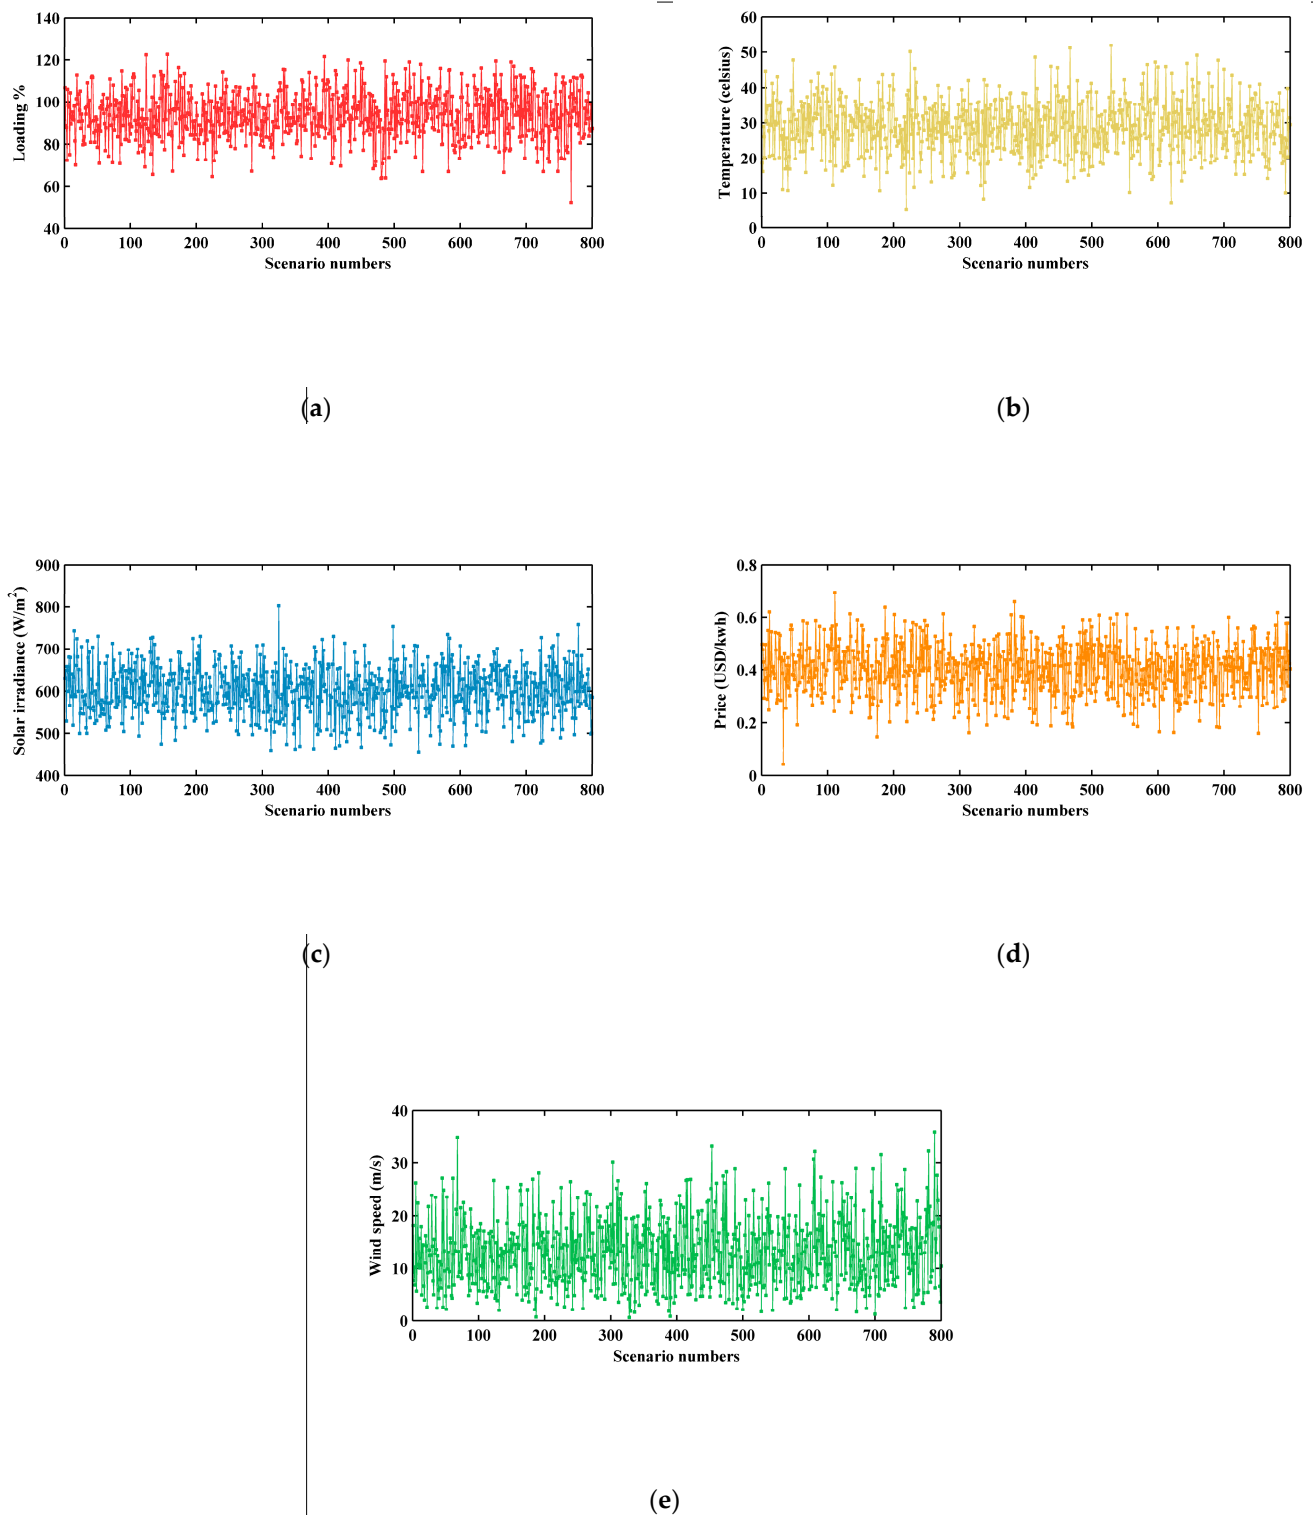 140
120
100
80
60
40
Loading %
0 100 200 300 400 500 600 700 800
Scenario numbers
(a)
60
50
40
30
20
10
0
Temperature (celsius)
0 100 200 300 400 500 600 700 800
Scenario numbers
(b)
900
800
700
600
500
400
Solar irradiance (W/m²)
0 100 200 300 400 500 600 700 800
Scenario numbers
(c)
0.8
0.6
0.4
0.2
0
Price (USD/kwh)
0 100 200 300 400 500 600 700 800
Scenario numbers
(d)
40
30
20
10
0
Wind speed (m/s)
0 100 200 300 400 500 600 700 800
Scenario numbers
(e)